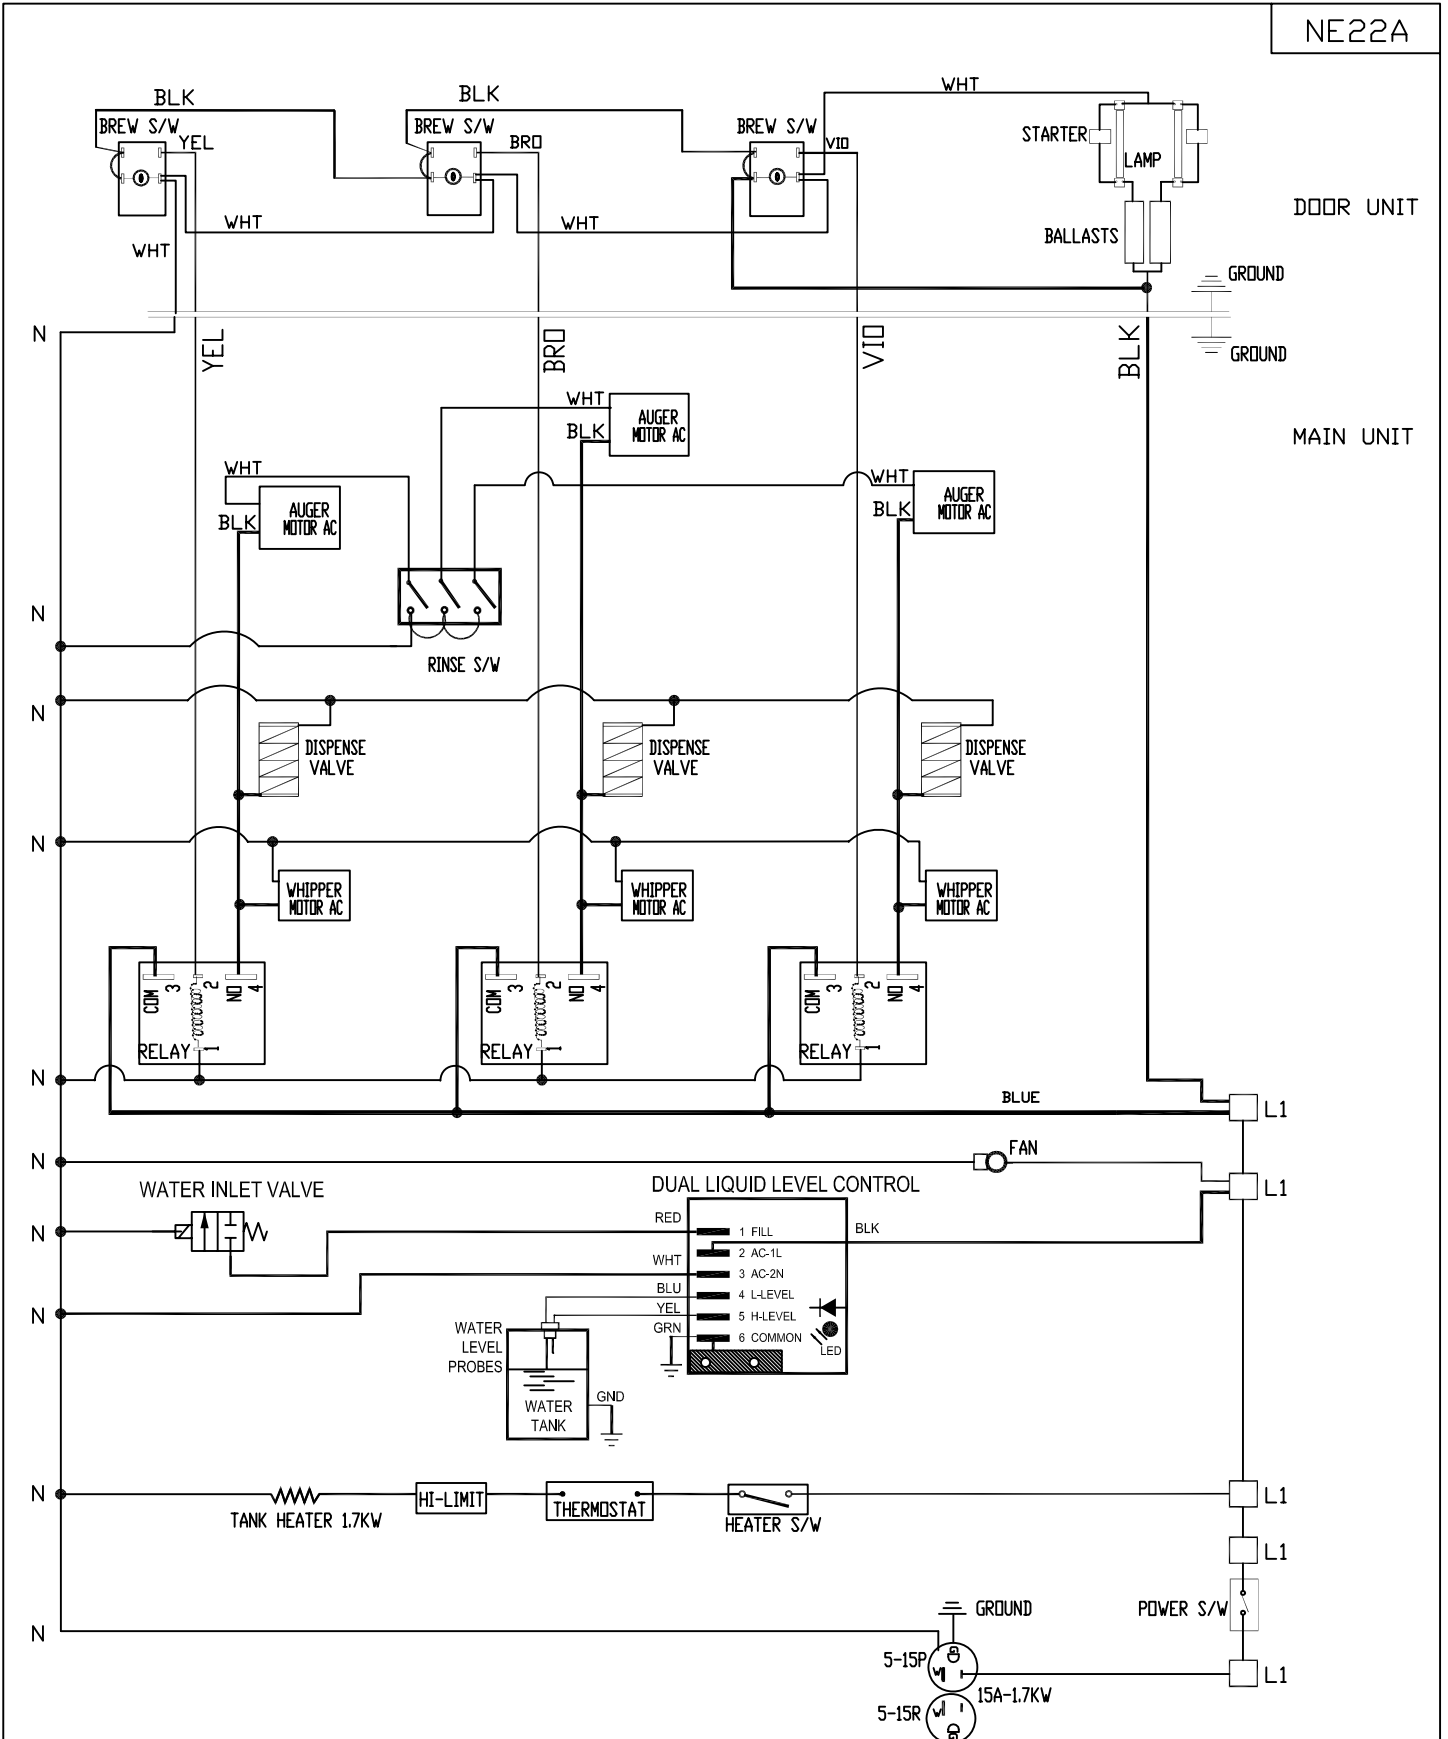 NE22A
BLK
BLK
WHT
BREW S/W
YEL
BREW S/W
BRO
BREW S/W
VIO
STARTER
LAMP
DOOR UNIT
WHT
WHT
BALLASTS
WHT
GROUND
N
YEL
BRO
VIO
BLK
GROUND
WHT
AUGER
MOTOR AC
BLK
MAIN UNIT
WHT
WHT
AUGER
MOTOR AC
BLK
AUGER
MOTOR AC
BLK
N
RINSE S/W
N
DISPENSE
VALVE
DISPENSE
VALVE
DISPENSE
VALVE
N
WHIPPER
MOTOR AC
WHIPPER
MOTOR AC
WHIPPER
MOTOR AC
COM
3
2
NO
4
COM
3
2
NO
4
COM
3
2
NO
4
RELAY
1
RELAY
1
RELAY
1
N
BLUE
L1
N
FAN
WATER INLET VALVE
DUAL LIQUID LEVEL CONTROL
L1
RED
1 FILL
BLK
N
2 AC-1L
WHT
3 AC-2N
BLU
4 L-LEVEL
YEL
5 H-LEVEL
N
GRN
6 COMMON
LED
WATER
LEVEL
PROBES
GND
WATER
TANK
N
HI-LIMIT
THERMOSTAT
L1
TANK HEATER 1.7KW
HEATER S/W
L1
GROUND
POWER S/W
N
5-15P
GD
W
L1
15A-1.7KW
5-15R
W
GD